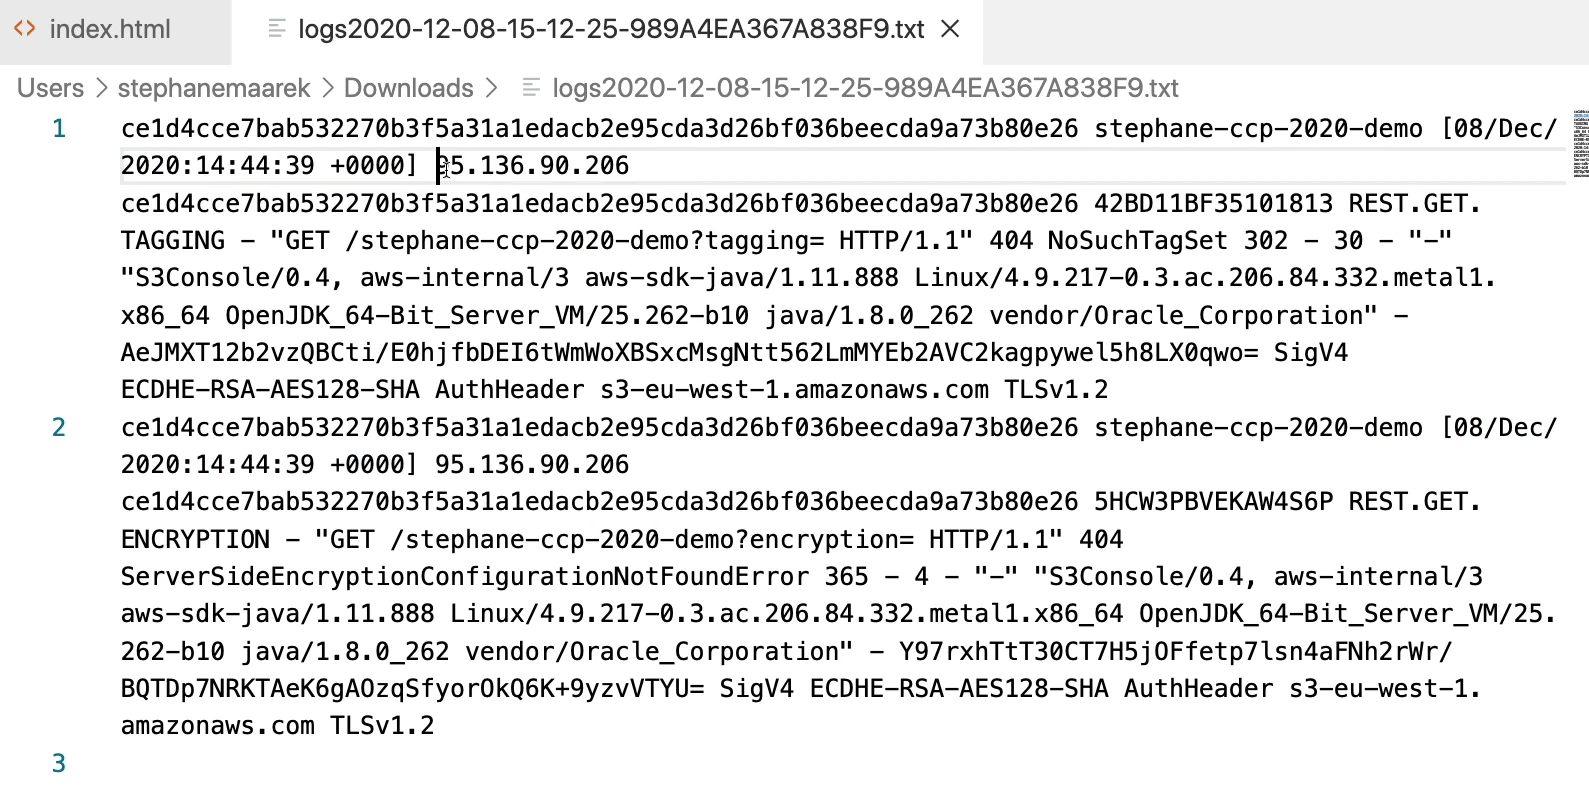 index.html
logs2020-12-08-15-12-25-989A4EA367A838F9.txt
Users > stephanemaarek > Downloads > logs2020-12-08-15-12-25-989A4EA367A838F9.txt
1 ce1d4cce7bab532270b3f5a31a1edacb2e95cda3d26bf036beecda9a73b80e26 stephane-ccp-2020-demo [08/Dec/
2020:14:44:39 +0000] 95.136.90.206
ce1d4cce7bab532270b3f5a31a1edacb2e95cda3d26bf036beecda9a73b80e26 42BD11BF35101813 REST.GET.
TAGGING - "GET /stephane-ccp-2020-demo?tagging= HTTP/1.1" 404 NoSuchTagSet 302 - 30 - "-"
"S3Console/0.4, aws-internal/3 aws-sdk-java/1.11.888 Linux/4.9.217-0.3.ac.206.84.332.metal1.
x86_64 OpenJDK_64-Bit_Server_VM/25.262-b10 java/1.8.0_262 vendor/Oracle_Corporation" -
AeJMXT12b2vzQBCti/E0hjfbDEI6tWmWoXBSxcMsgNtt562LmMYEb2AVC2kagpywel5h8LX0qwo= SigV4
ECDHE-RSA-AES128-SHA AuthHeader s3-eu-west-1.amazonaws.com TLSv1.2
2 ce1d4cce7bab532270b3f5a31a1edacb2e95cda3d26bf036beecda9a73b80e26 stephane-ccp-2020-demo [08/Dec/
2020:14:44:39 +0000] 95.136.90.206
ce1d4cce7bab532270b3f5a31a1edacb2e95cda3d26bf036beecda9a73b80e26 5HCW3PBVEKAW4S6P REST.GET.
ENCRYPTION - "GET /stephane-ccp-2020-demo?encryption= HTTP/1.1" 404
ServerSideEncryptionConfigurationNotFoundError 365 - 4 - "-" "S3Console/0.4, aws-internal/3
aws-sdk-java/1.11.888 Linux/4.9.217-0.3.ac.206.84.332.metal1.x86_64 OpenJDK_64-Bit_Server_VM/25.
262-b10 java/1.8.0_262 vendor/Oracle_Corporation" - Y97rxhTtT30CT7H5jOFfetp7lsn4aFNh2rWr/
BQTDp7NRKTAeK6gAOzqSfyorOkQ6K+9yzvVTYU= SigV4 ECDHE-RSA-AES128-SHA AuthHeader s3-eu-west-1.
amazonaws.com TLSv1.2
3